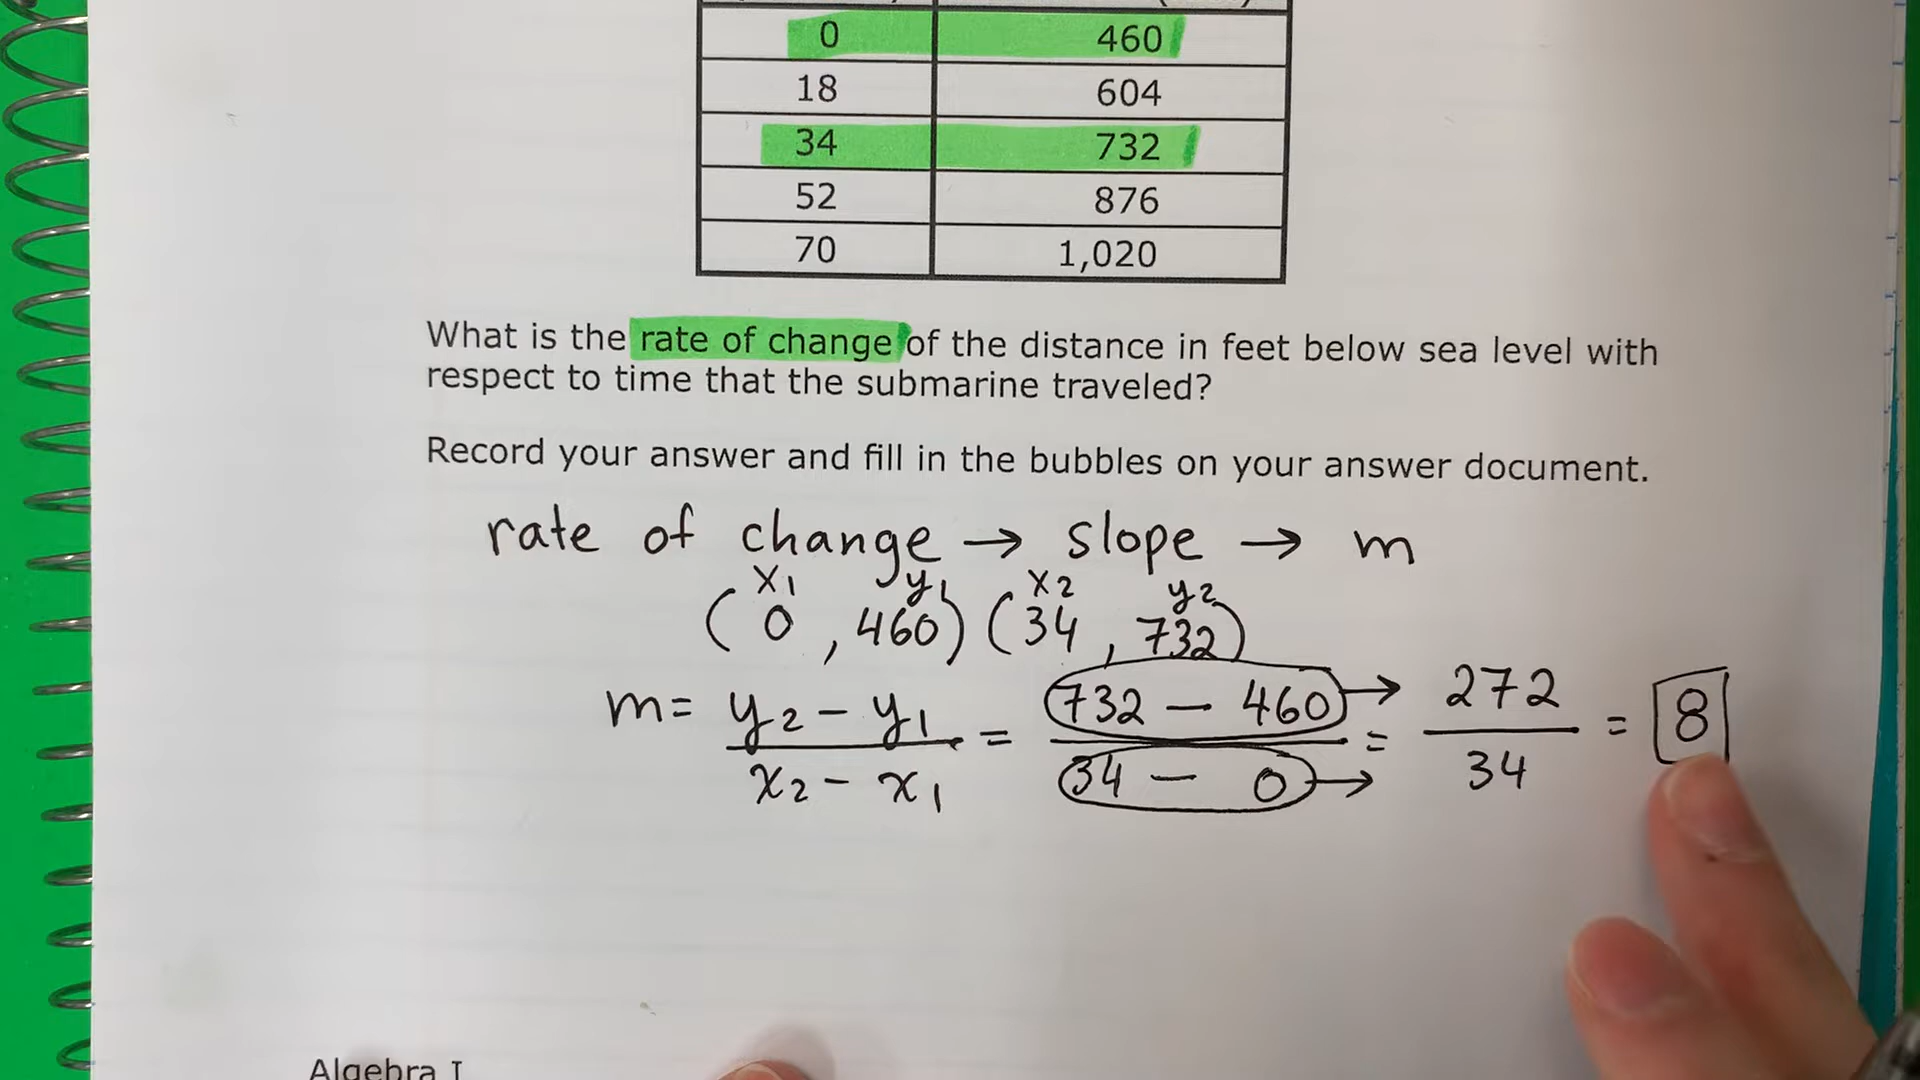 0 460
18 604
34 732
52 876
70 1,020
What is the rate of change of the distance in feet below sea level with
respect to time that the submarine traveled?
Record your answer and fill in the bubbles on your answer document.
rate of change → slope → m
x1 y1 x2 y2
(0, 460) (34, 732)
m= y2 - y1 = 732 - 460 → 272 = 8
x2 - x1 34 - 0 → = 34
Algebra I